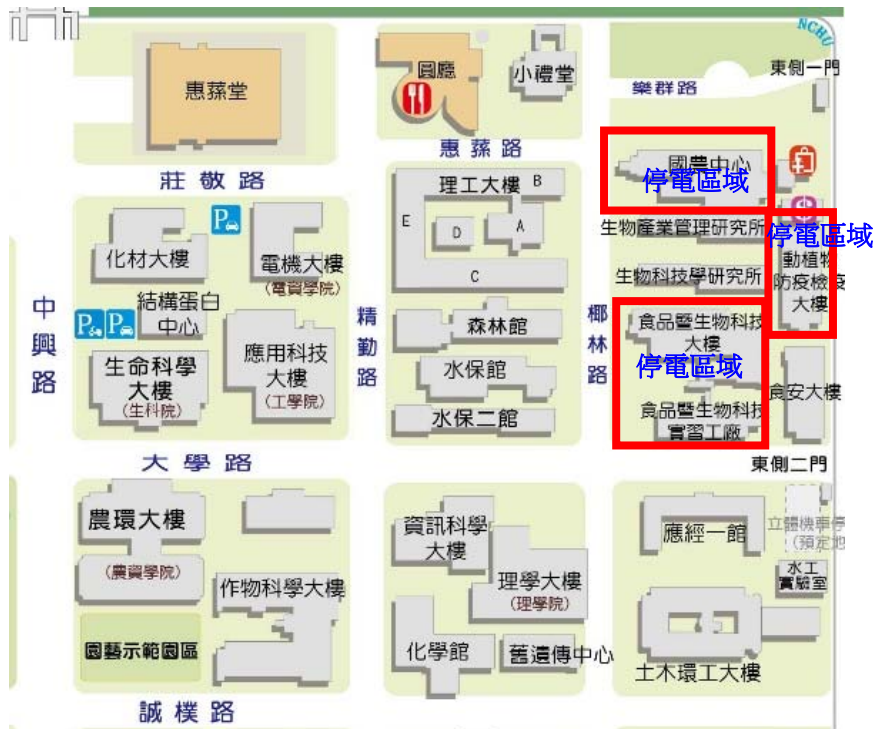 NCHU
惠蓀堂
圓廳
小禮堂
樂群路
東側一門
莊敬路
惠蓀路
國農中心
停電區域
理工大樓
B
E
D
A
C
生物產業管理研究所
停電區域
動植物
防疫檢疫
大樓
P
化材大樓
電機大樓
(電資學院)
生物科技學研究所
中興路
結構蛋白
中心
P
P
精勤路
森林館
椰林路
食品暨生物科技
大樓
停電區域
生命科學
大樓
(生科院)
應用科技
大樓
(工學院)
水保館
食安大樓
水保二館
食品暨生物科技
實習工廠
大學路
東側二門
農環大樓
(農資學院)
作物科學大樓
資訊科學
大樓
理學大樓
(理學院)
應經一館
立體機車停
(預定地
水工
實驗室
園藝示範園區
化學館
舊遺傳中心
土木環工大樓
誠樸路